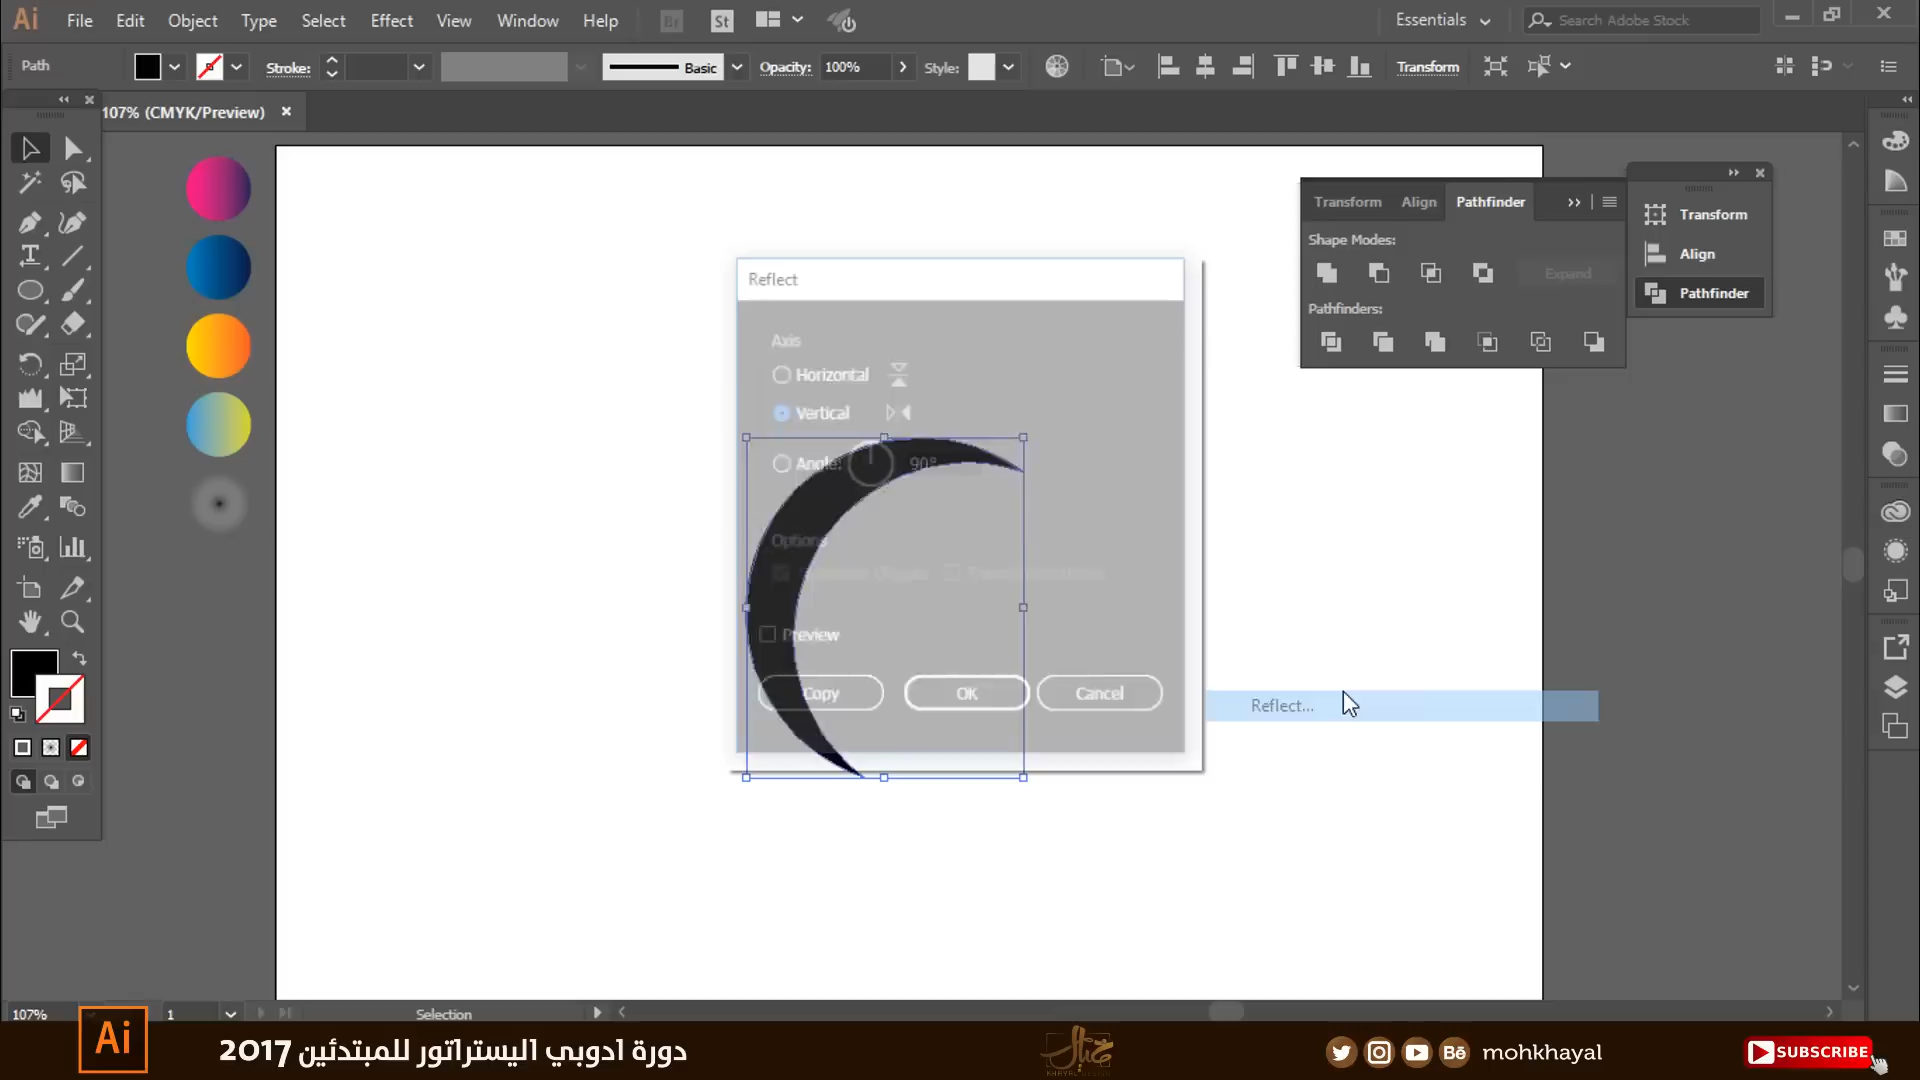 Ai File Edit Object Type Select Effect View Window Help Br St Essentials Search Adobe Stock
Path Stroke: Basic Opacity: 100% Style: Transform
107% (CMYK/Preview)
Transform Align Pathfinder
Shape Modes:
Expand
Pathfinders:
Transform
Align
Pathfinder
Reflect
Axis
Horizontal
Vertical
Angle: 90°
Options
Preview
Copy OK Cancel
Reflect...
107% 1 Selection
Ai
دورة ادوبي اليستراتور للمبتدئين 2017
mohkhayal
Bē
SUBSCRIBE